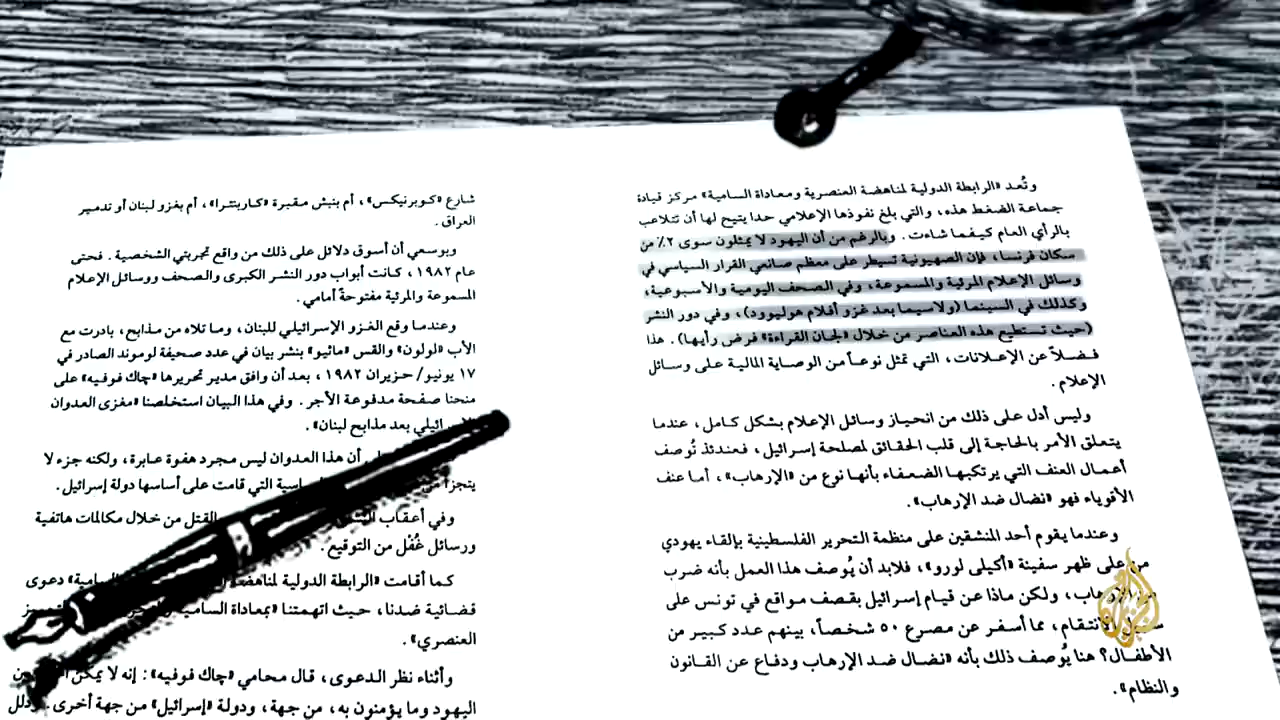 وتُعد «الرابطة الدولية لمناهضة العنصرية ومعاداة السامية» مركز قيادة
جماعة الضغط هذه، والتي بلغ نفوذها الإعلامي حدا يتيح لها أن تتلاعب
بالرأي العام كيفما شاءت . وبالرغم من أن اليهود لا يمثلون سوى ٢٪ من
سكان فرنسا، فإن الصهيونية تسيطر على معظم صانعي القرار السياسي في
وسائل الإعلام المرئية والمسموعة، وفي الصحف اليومية والأسبوعية،
وكذلك في السينما (ولاسيما بعد غزو أفلام هوليوود)، وفي دور النشر
(حيث تستطيع هذه العناصر من خلال «لجان القراءة» فرض رأيها) . هذا
فضلاً عن الإعلانات، التي تمثل نوعاً من الوصاية المالية على وسائل
الإعلام .
وليس أدل على ذلك من انحياز وسائل الإعلام بشكل كامل، عندما
يتعلق الأمر بالحاجة إلى قلب الحقائق لمصلحة إسرائيل، فعندئذ تُوصف
أعمال العنف التي يرتكبها الضعفاء بأنها نوع من «الإرهاب»، أما عنف
الأقوياء فهو «نضال ضد الإرهاب».
وعندما يقوم أحد المنشقين على منظمة التحرير الفلسطينية بإلقاء يهودي
من على ظهر سفينة «أكيلى لورو»، فلابد أن يُوصف هذا العمل بأنه ضرب
، ولكن ماذا عن قيام إسرائيل بقصف مواقع في تونس على
الانتقام، مما أسفر عن مصرع ٥٠ شخصاً، بينهم عدد كبير من
الأطفال؟ هنا يُوصف ذلك بأنه «نضال ضد الإرهاب ودفاع عن القانون
والنظام».
شارع «كوبرنيكس»، أم بنبش مقبرة «كاربنترا»، أم بغزو لبنان أو تدمير
العراق .
وبوسعي أن أسوق دلائل على ذلك من واقع تجربتي الشخصية . فحتى
عام ١٩٨٢، كانت أبواب دور النشر الكبرى والصحف ووسائل الإعلام
المسموعة والمرئية مفتوحةً أمامي .
وعندما وقع الغزو الإسرائيلي للبنان، وما تلاه من مذابح، بادرت مع
الأب «لولون» والقس «ماثيو» بنشر بيان في عدد صحيفة لوموند الصادر في
١٧ يونيو/ حزيران ١٩٨٢، بعد أن وافق مدير تحريرها «چاك فوفيه» على
منحنا صفحة مدفوعة الأجر . وفي هذا البيان استخلصنا «مغزى العدوان
بعد مذابح لبنان» .
أن هذا العدوان ليس مجرد هفوة عابرة، ولكنه جزء لا
يتجزأ التي قامت على أساسها دولة إسرائيل .
وفي أعقاب القتل من خلال مكالمات هاتفية
ورسائل غُفْل من التوقيع .
كما أقامت «الرابطة الدولية لمناهضة السامية» دعوى
قضائية ضدنا، حيث اتهمتنا «بمعاداة السامية
العنصري».
وأثناء نظر الدعوى، قال محامي «چاك فوفيه»: إنه لا يمكن
اليهود وما يؤمنون به، من جهة، ودولة «إسرائيل» من جهة أخرى .